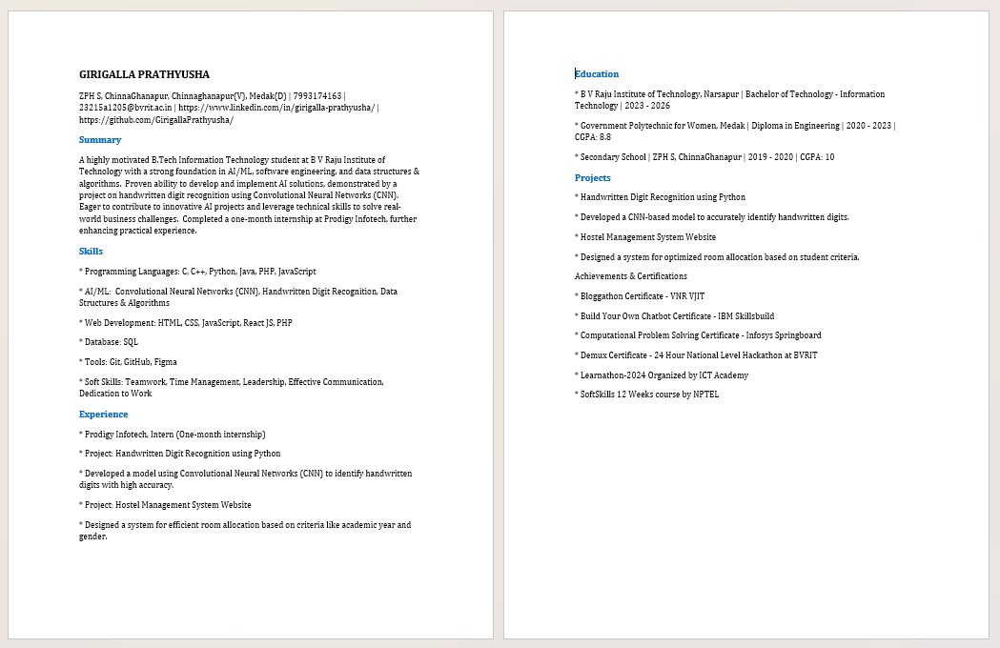 GIRIGALLA PRATHYUSHA
ZPH S, ChinnaGhanapur, Chinnaghanapur(V), Medak(D) | 7993174163 |
23215a1205@bvrit.ac.in | https://www.linkedin.com/in/girigalla-prathyusha/ |
https://github.com/GirigallaPrathyusha/
Summary
A highly motivated B.Tech Information Technology student at B V Raju Institute of
Technology with a strong foundation in AI/ML, software engineering, and data structures &
algorithms.  Proven ability to develop and implement AI solutions, demonstrated by a
project on handwritten digit recognition using Convolutional Neural Networks (CNN).
Eager to contribute to innovative AI projects and leverage technical skills to solve real-
world business challenges.  Completed a one-month internship at Prodigy Infotech, further
enhancing practical experience.
Skills
* Programming Languages: C, C++, Python, Java, PHP, JavaScript
* AI/ML:  Convolutional Neural Networks (CNN), Handwritten Digit Recognition, Data
Structures & Algorithms
* Web Development: HTML, CSS, JavaScript, React JS, PHP
* Database: SQL
* Tools: Git, GitHub, Figma
* Soft Skills: Teamwork, Time Management, Leadership, Effective Communication,
Dedication to Work
Experience
* Prodigy Infotech, Intern (One-month internship)
* Project: Handwritten Digit Recognition using Python
* Developed a model using Convolutional Neural Networks (CNN) to identify handwritten
digits with high accuracy.
* Project: Hostel Management System Website
* Designed a system for efficient room allocation based on criteria like academic year and
gender.
Education
* B V Raju Institute of Technology, Narsapur | Bachelor of Technology - Information
Technology | 2023 - 2026
* Government Polytechnic for Women, Medak | Diploma in Engineering | 2020 - 2023 |
CGPA: 8.8
* Secondary School | ZPH S, ChinnaGhanapur | 2019 - 2020 | CGPA: 10
Projects
* Handwritten Digit Recognition using Python
* Developed a CNN-based model to accurately identify handwritten digits.
* Hostel Management System Website
* Designed a system for optimized room allocation based on student criteria.
Achievements & Certifications
* Bloggathon Certificate - VNR VJIT
* Build Your Own Chatbot Certificate - IBM Skillsbuild
* Computational Problem Solving Certificate - Infosys Springboard
* Demux Certificate - 24 Hour National Level Hackathon at BVRIT
* Learnathon-2024 Organized by ICT Academy
* SoftSkills 12 Weeks course by NPTEL